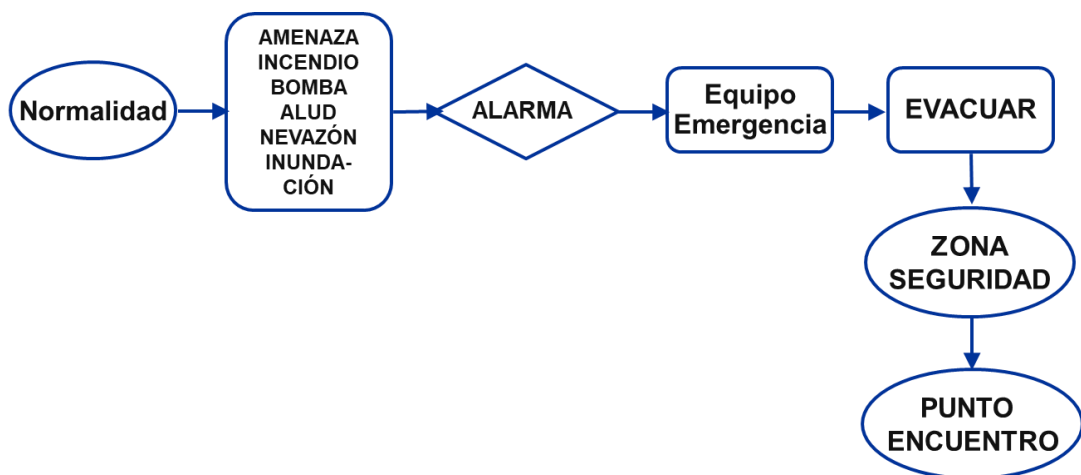 Normalidad
AMENAZA
INCENDIO
BOMBA
ALUD
NEVAZÓN
INUNDA-
CIÓN
ALARMA
Equipo
Emergencia
EVACUAR
ZONA
SEGURIDAD
PUNTO
ENCUENTRO